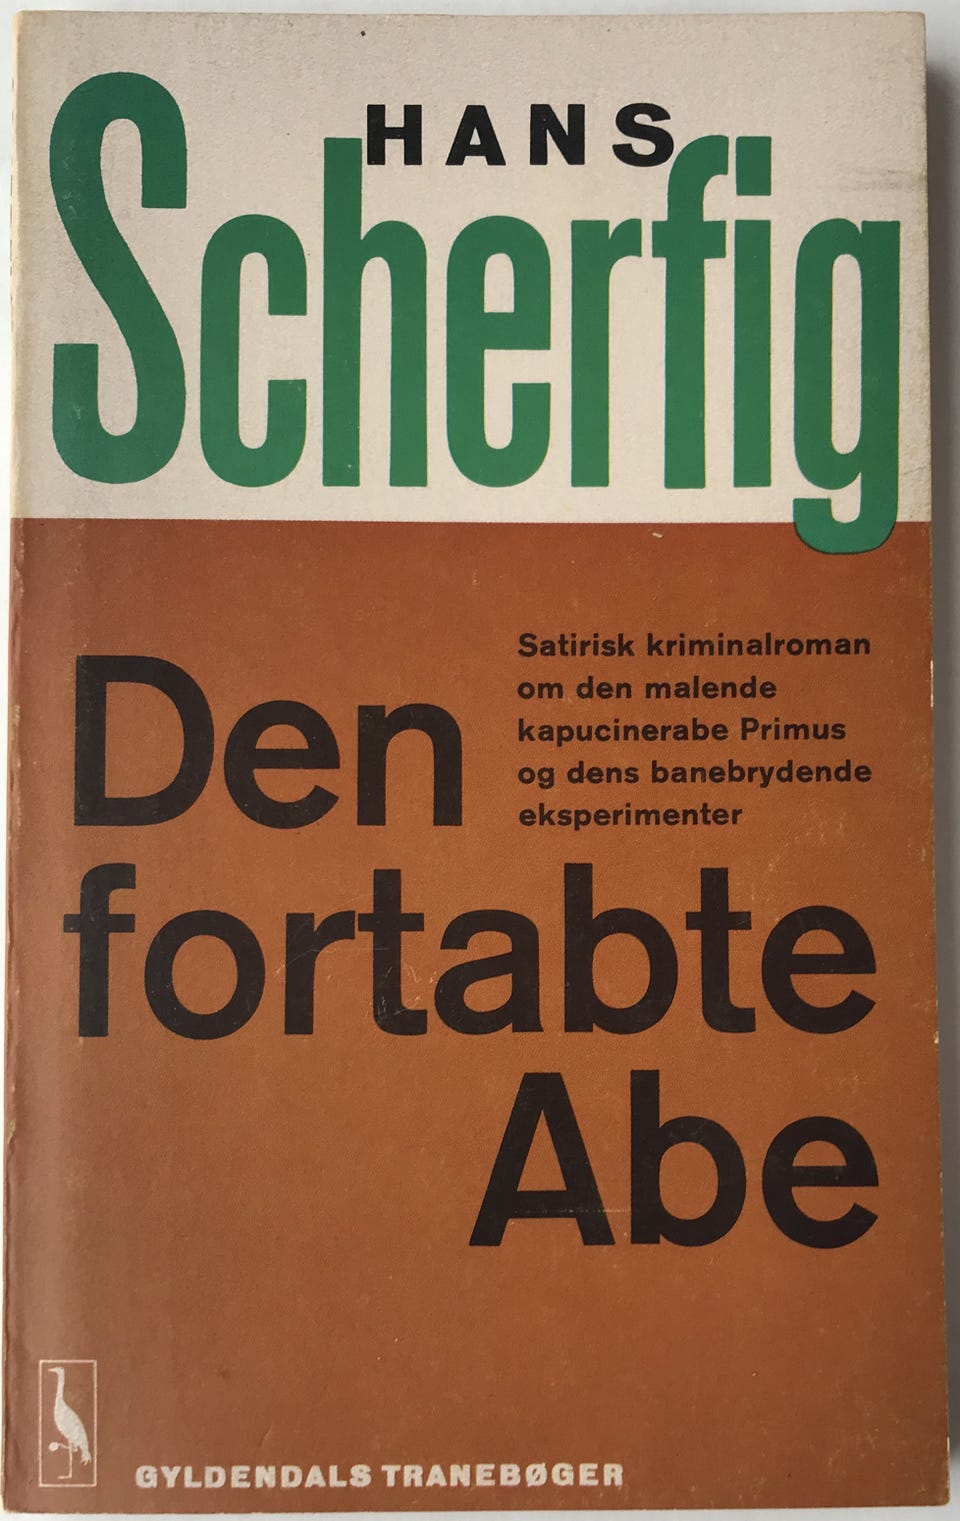 HANS
Scherfig
Satirisk kriminalroman
om den malende
kapucinerabe Primus
og dens banebrydende
eksperimenter
Den
fortabte
Abe
GYLDENDALS TRANEBØGER